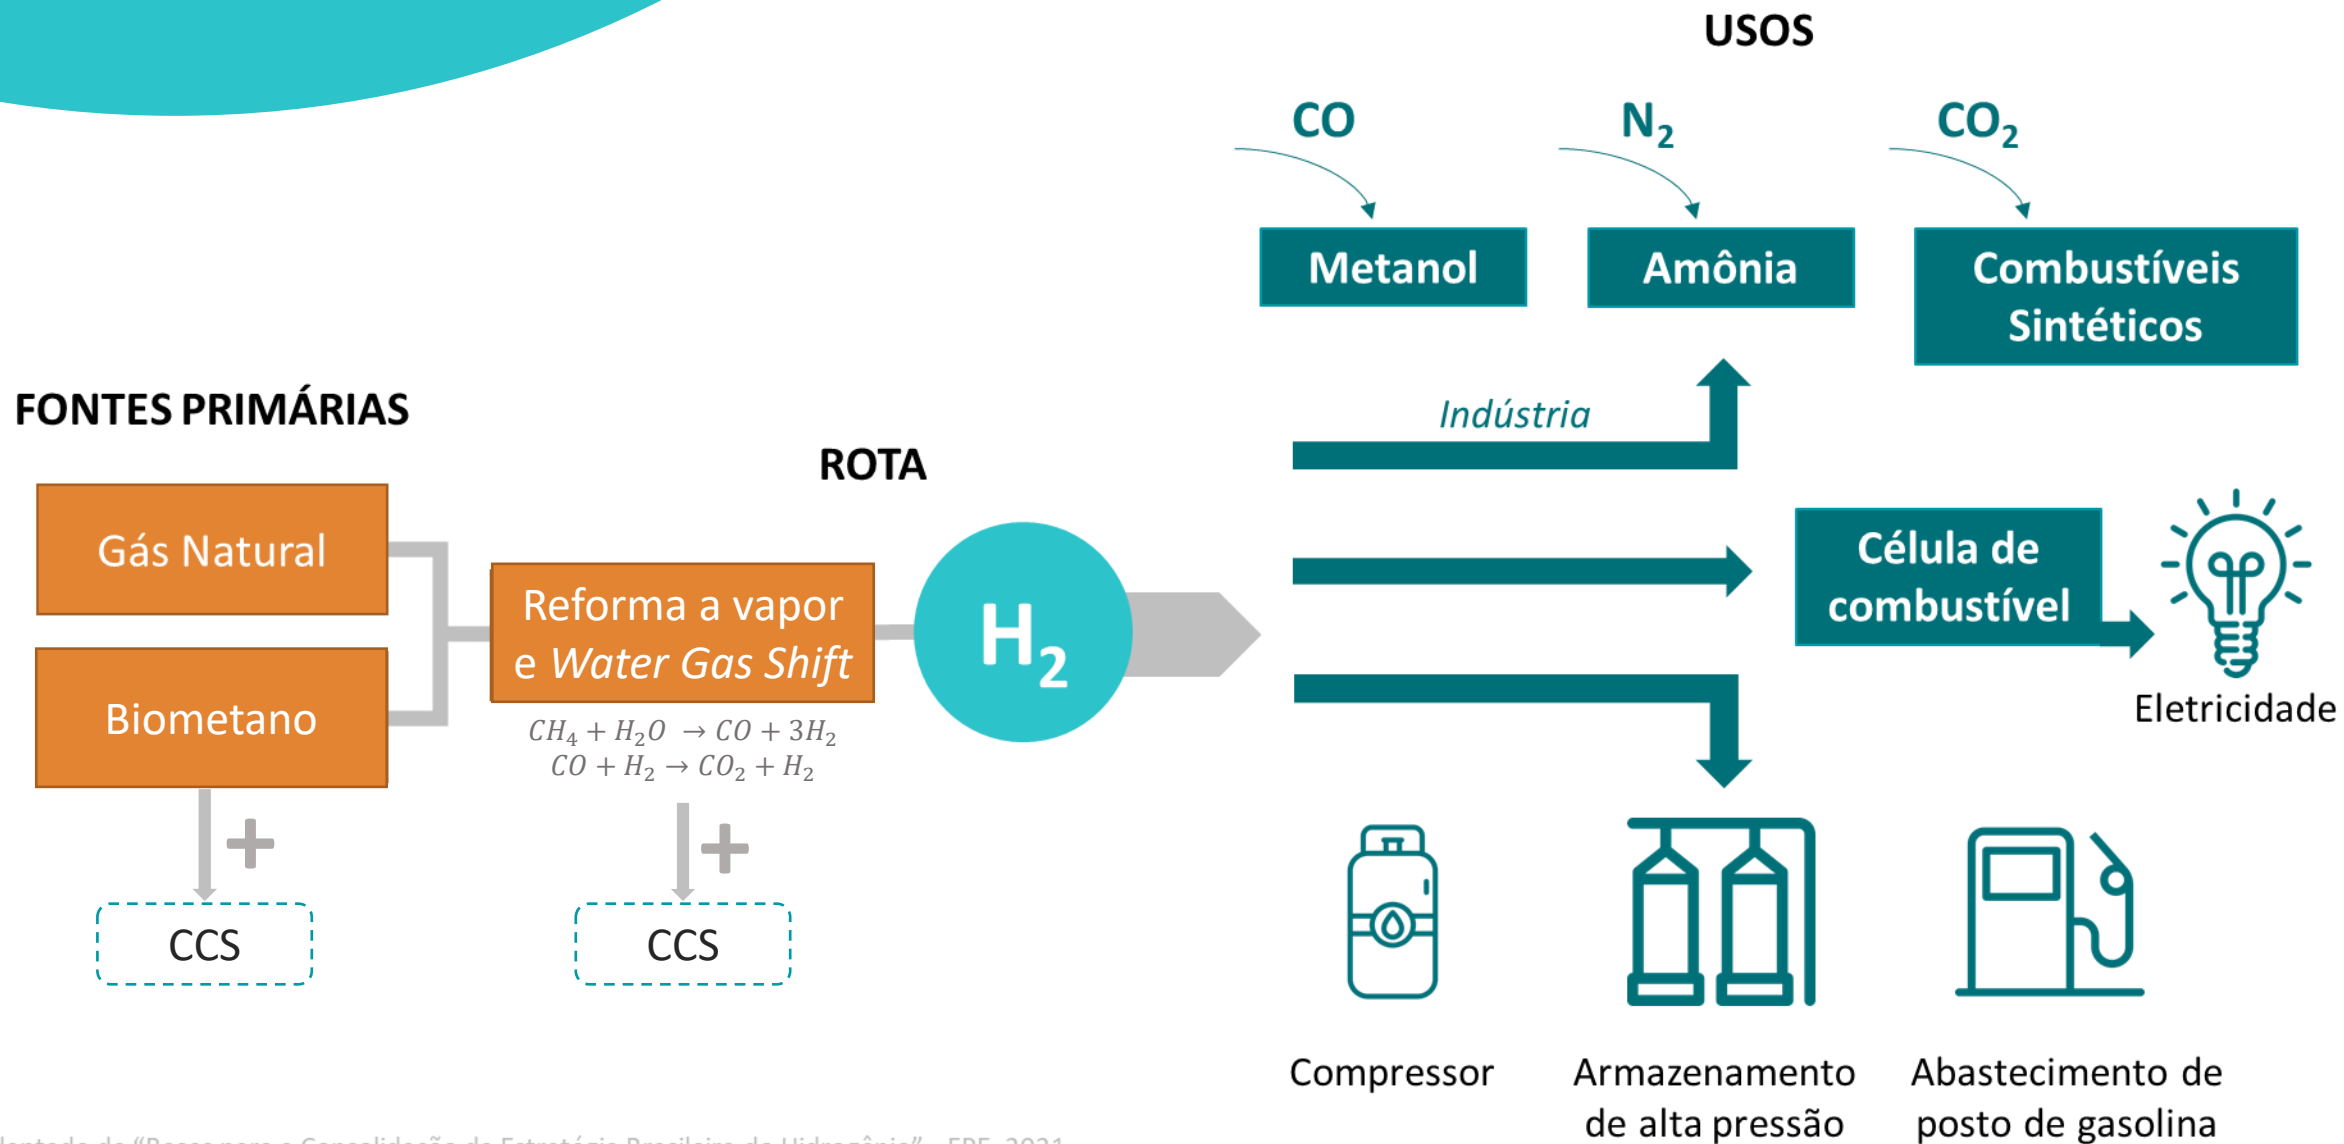 USOS
CO
N₂
CO₂
Metanol
Amônia
Combustíveis
Sintéticos
Indústria
FONTES PRIMÁRIAS
ROTA
Gás Natural
Biometano
Reforma a vapor
e Water Gas Shift
CH₄ + H₂O → CO + 3H₂
CO + H₂ → CO₂ + H₂
H₂
Célula de
combustível
Eletricidade
+
CCS
+
CCS
Compressor
Armazenamento
de alta pressão
Abastecimento de
posto de gasolina